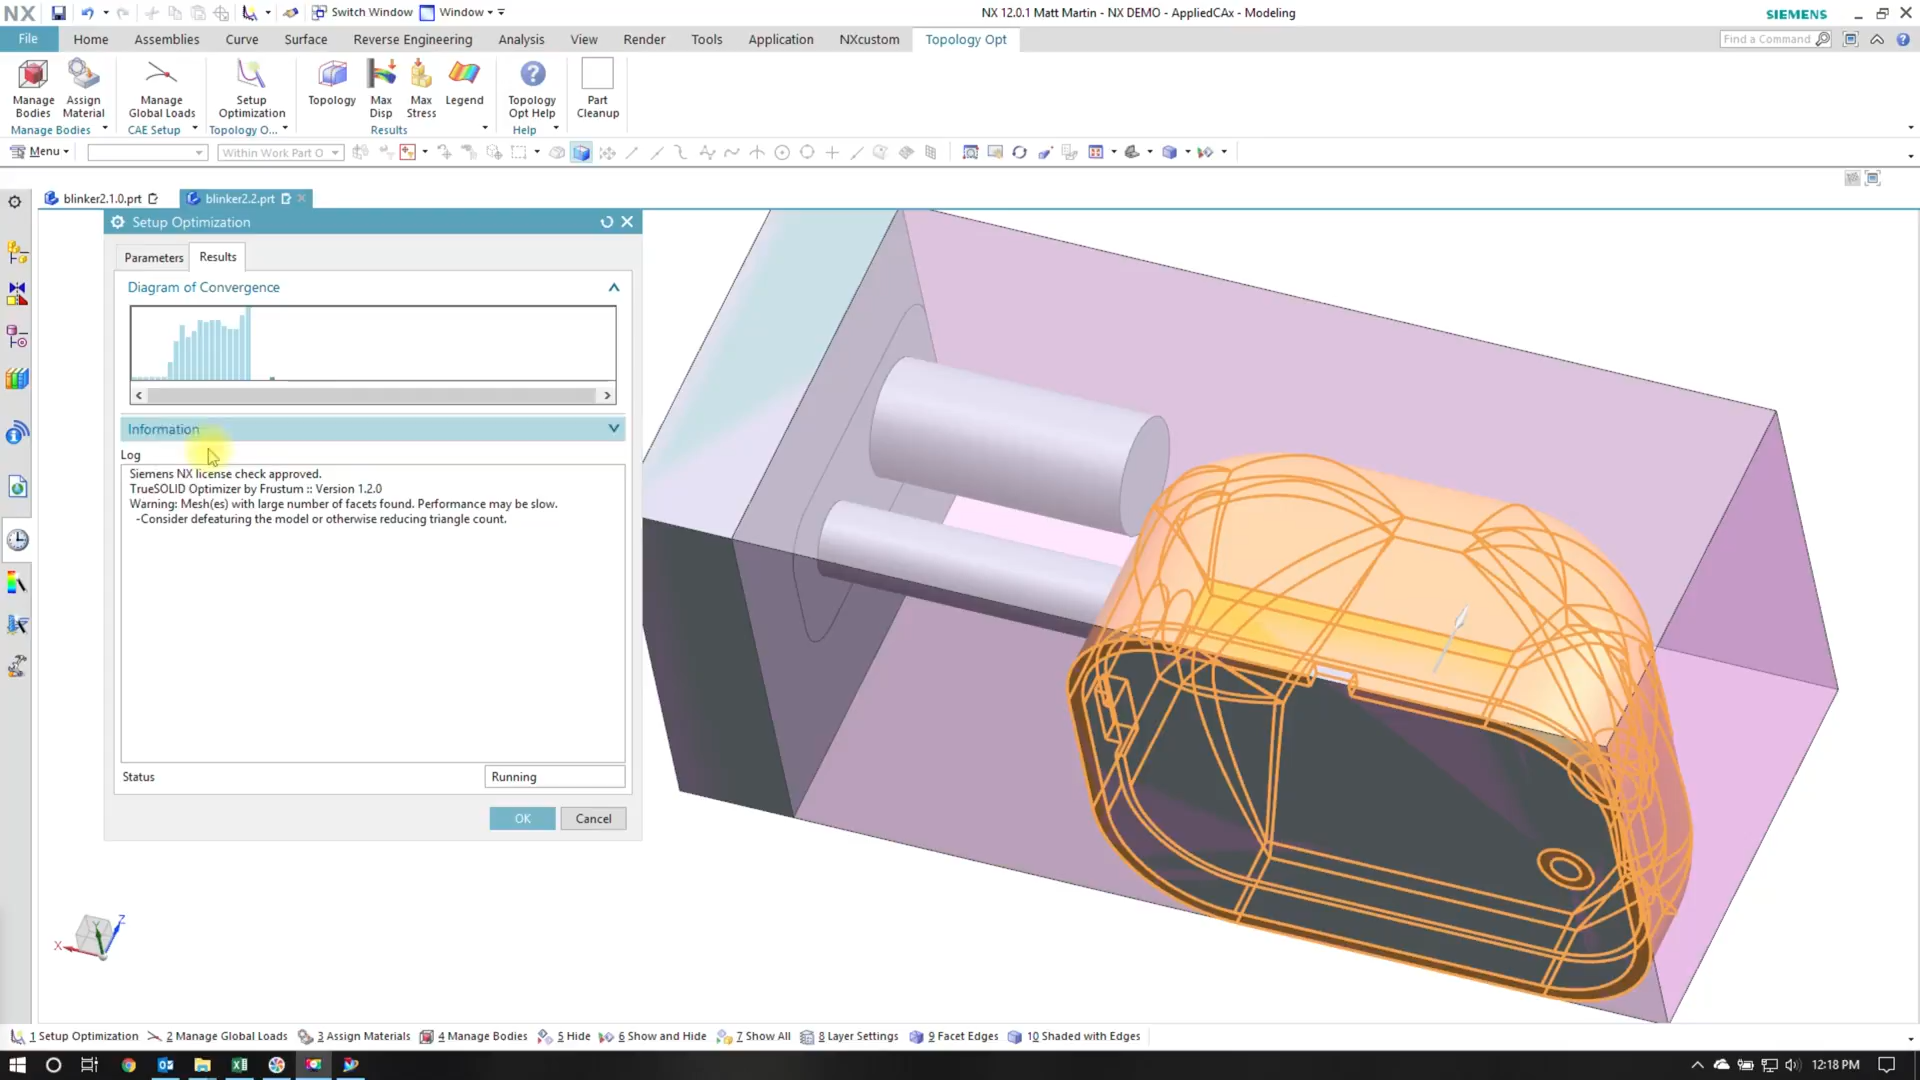 NX
Switch Window
Window
NX 12.0.1 Matt Martin - NX DEMO - AppliedCAx - Modeling
SIEMENS
File
Home
Assemblies
Curve
Surface
Reverse Engineering
Analysis
View
Render
Tools
Application
NXcustom
Topology Opt
Find a Command
Manage Bodies
Assign Material
Manage Global Loads
Setup Optimization
Topology
Max Disp
Max Stress
Legend
Topology Opt Help
Part Cleanup
Manage Bodies
CAE Setup
Topology O...
Results
Help
Menu
Within Work Part O
blinker2.1.0.prt
blinker2.2.prt
Setup Optimization
Parameters
Results
Diagram of Convergence
Information
Log
Siemens NX license check approved.
TrueSOLID Optimizer by Frustum :: Version 1.2.0
Warning: Mesh(es) with large number of facets found. Performance may be slow.
-Consider defeaturing the model or otherwise reducing triangle count.
Status
Running
OK
Cancel
X
Y
Z
1 Setup Optimization
2 Manage Global Loads
3 Assign Materials
4 Manage Bodies
5 Hide
6 Show and Hide
7 Show All
8 Layer Settings
9 Facet Edges
10 Shaded with Edges
12:18 PM